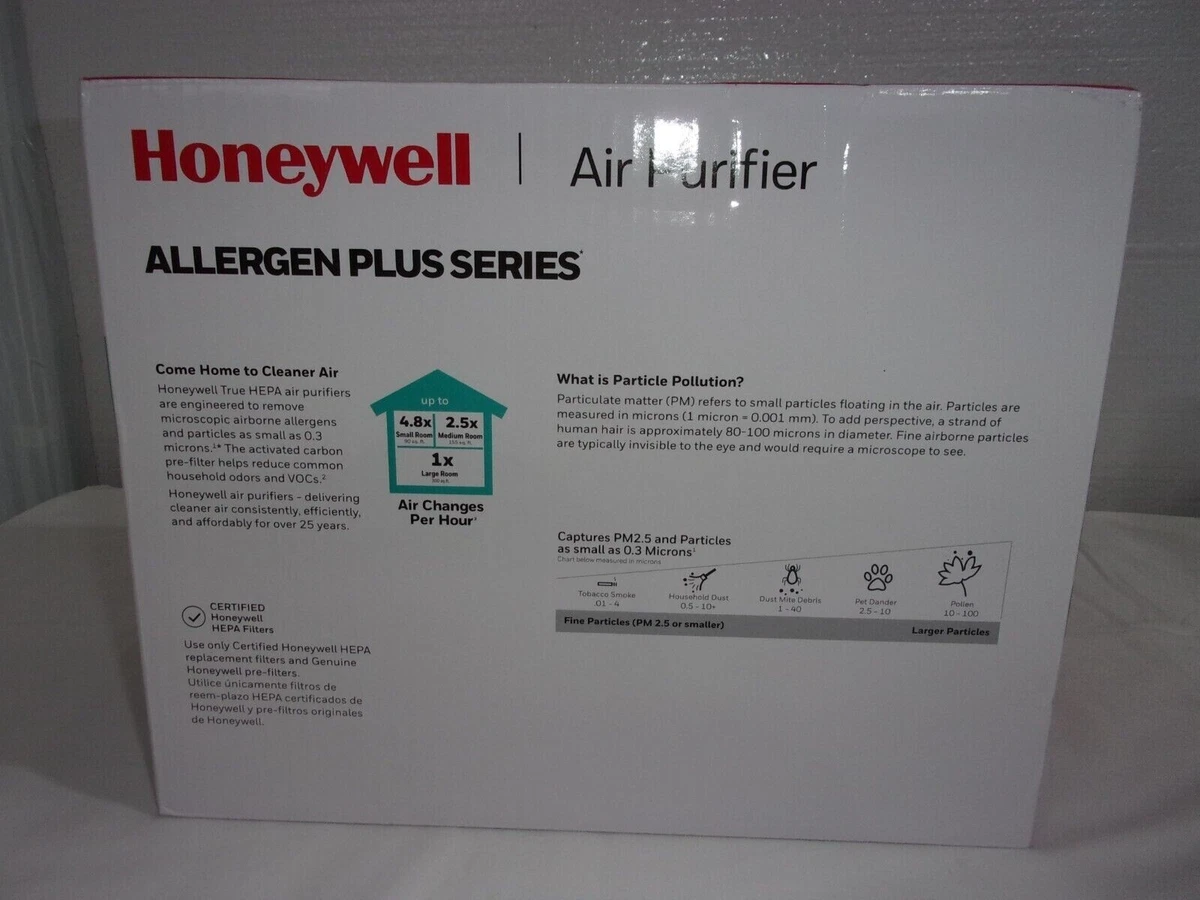 Honeywell | Air Purifier
ALLERGEN PLUS SERIES*
Come Home to Cleaner Air
Honeywell True HEPA air purifiers
are engineered to remove
microscopic airborne allergens
and particles as small as 0.3
microns.¹* The activated carbon
pre-filter helps reduce common
household odors and VOCs.²
Honeywell air purifiers - delivering
cleaner air consistently, efficiently,
and affordably for over 25 years.
up to
4.8x 2.5x
Small Room Medium Room
1x
Large Room
Air Changes
Per Hour
What is Particle Pollution?
Particulate matter (PM) refers to small particles floating in the air. Particles are
measured in microns (1 micron = 0.001 mm). To add perspective, a strand of
human hair is approximately 80-100 microns in diameter. Fine airborne particles
are typically invisible to the eye and would require a microscope to see.
Captures PM2.5 and Particles
as small as 0.3 Microns¹
Chart below measured in microns
Tobacco Smoke
.01 - 4
Household Dust
0.5 - 10+
Dust Mite Debris
1 - 40
Pet Dander
2.5 - 10
Pollen
10 - 100
Fine Particles (PM 2.5 or smaller)
Larger Particles
CERTIFIED
Honeywell
HEPA Filters
Use only Certified Honeywell HEPA
replacement filters and Genuine
Honeywell pre-filters.
Utilice únicamente filtros de
reem-plazo HEPA certificados de
Honeywell y pre-filtros originales
de Honeywell.